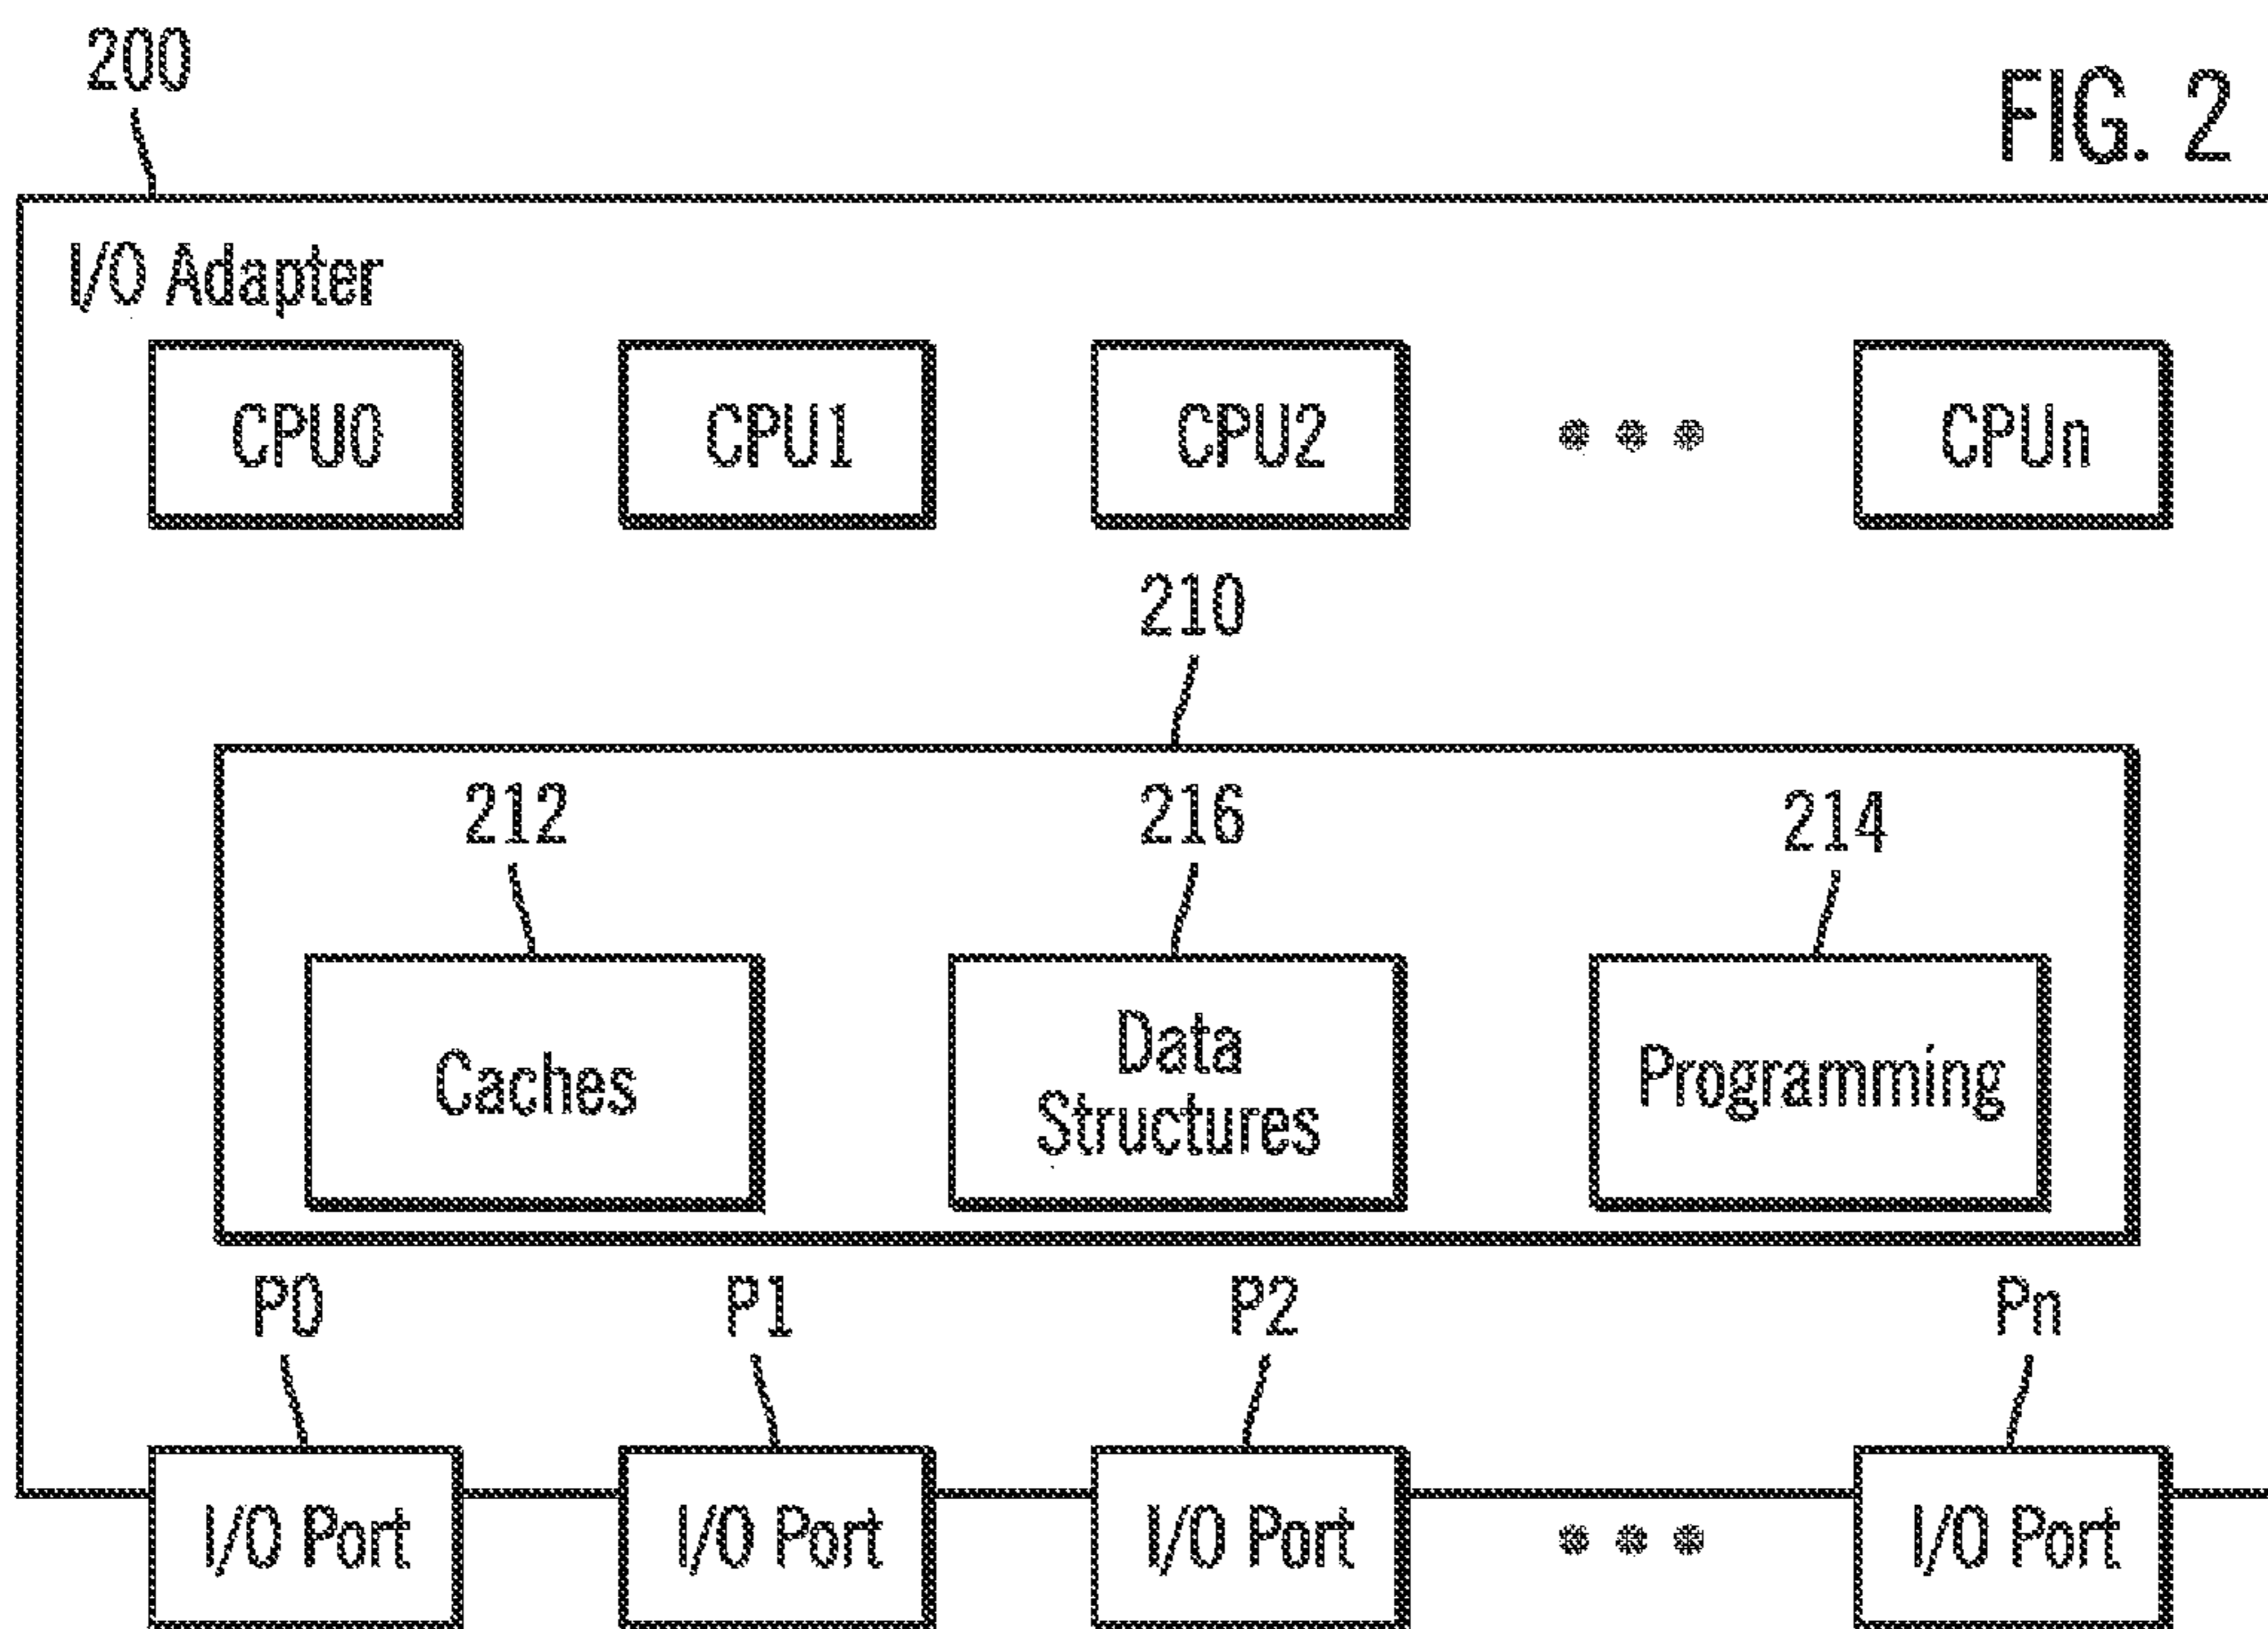 200
FIG. 2
I/O Adapter
CPU0 CPU1 CPU2 CPUn
210
212 216 214
Caches
Data
Structures
Programming
P0 P1 P2 Pn
I/O Port I/O Port I/O Port I/O Port